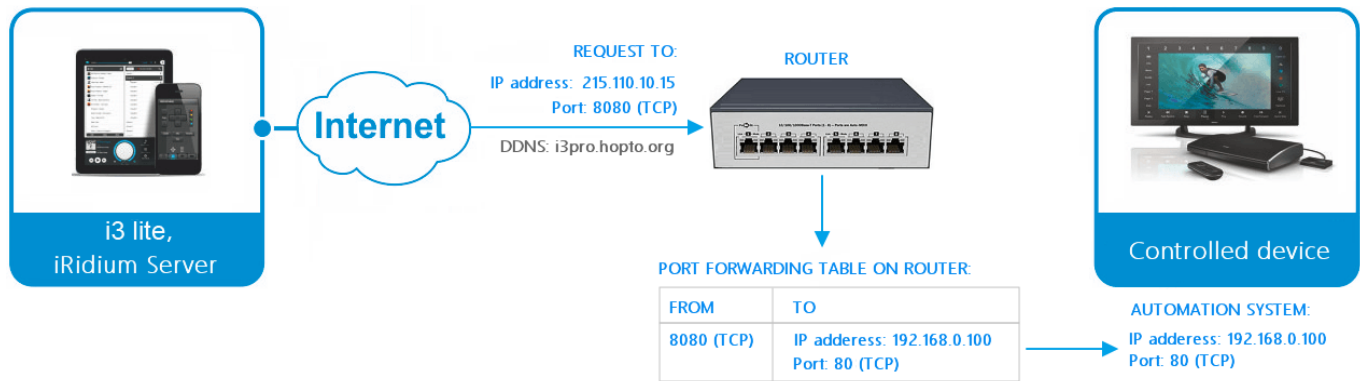 i3 lite,
iRidium Server
Internet
REQUEST TO:
IP address: 215.110.10.15
Port: 8080 (TCP)
DDNS: i3pro.hopto.org
ROUTER
Controlled device
PORT FORWARDING TABLE ON ROUTER:
FROM TO
8080 (TCP) IP adderess: 192.168.0.100
Port: 80 (TCP)
AUTOMATION SYSTEM:
IP adderess: 192.168.0.100
Port: 80 (TCP)